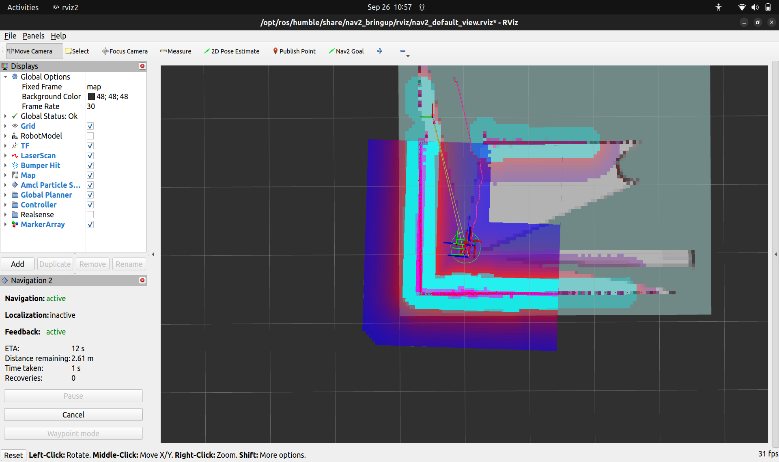 Activities rviz2 Sep 26 10:57
/opt/ros/humble/share/nav2_bringup/rviz/nav2_default_view.rviz* - RViz
File Panels Help
Move Camera Select Focus Camera Measure 2D Pose Estimate Publish Point Nav2 Goal
Displays
Global Options
Fixed Frame map
Background Color 48; 48; 48
Frame Rate 30
Global Status: Ok
Grid
RobotModel
TF
LaserScan
Bumper Hit
Map
Amcl Particle S...
Global Planner
Controller
Realsense
MarkerArray
Add Duplicate Remove Rename
Navigation 2
Navigation: active
Localization: inactive
Feedback: active
ETA: 12 s
Distance remaining: 2.61 m
Time taken: 1 s
Recoveries: 0
Pause
Cancel
Waypoint mode
Reset Left-Click: Rotate. Middle-Click: Move X/Y. Right-Click: Zoom. Shift: More options. 31 fps